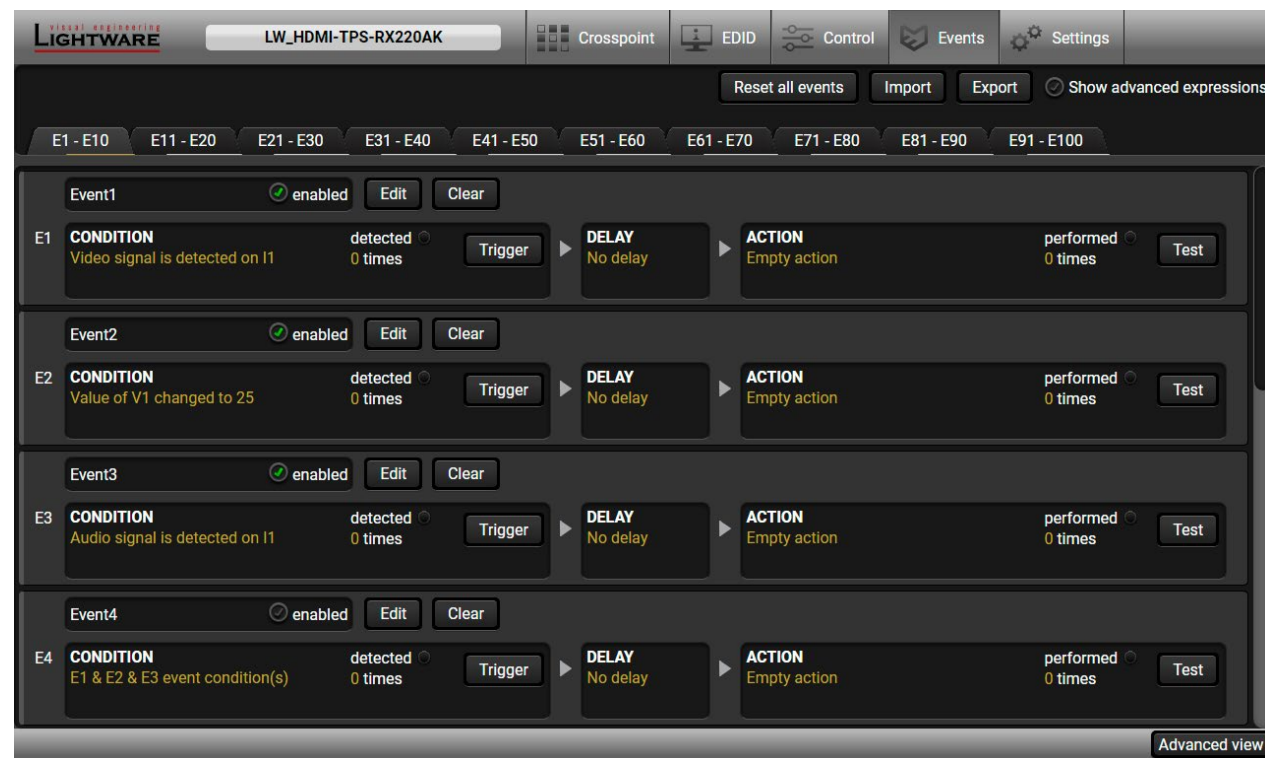 visual engineering
LIGHTWARE
LW_HDMI-TPS-RX220AK
Crosspoint
EDID
Control
Events
Settings
Reset all events
Import
Export
Show advanced expressions
E1 - E10
E11 - E20
E21 - E30
E31 - E40
E41 - E50
E51 - E60
E61 - E70
E71 - E80
E81 - E90
E91 - E100
Event1
enabled
Edit
Clear
E1
CONDITION
Video signal is detected on I1
detected
0 times
Trigger
DELAY
No delay
ACTION
Empty action
performed
0 times
Test
Event2
enabled
Edit
Clear
E2
CONDITION
Value of V1 changed to 25
detected
0 times
Trigger
DELAY
No delay
ACTION
Empty action
performed
0 times
Test
Event3
enabled
Edit
Clear
E3
CONDITION
Audio signal is detected on I1
detected
0 times
Trigger
DELAY
No delay
ACTION
Empty action
performed
0 times
Test
Event4
enabled
Edit
Clear
E4
CONDITION
E1 & E2 & E3 event condition(s)
detected
0 times
Trigger
DELAY
No delay
ACTION
Empty action
performed
0 times
Test
Advanced view